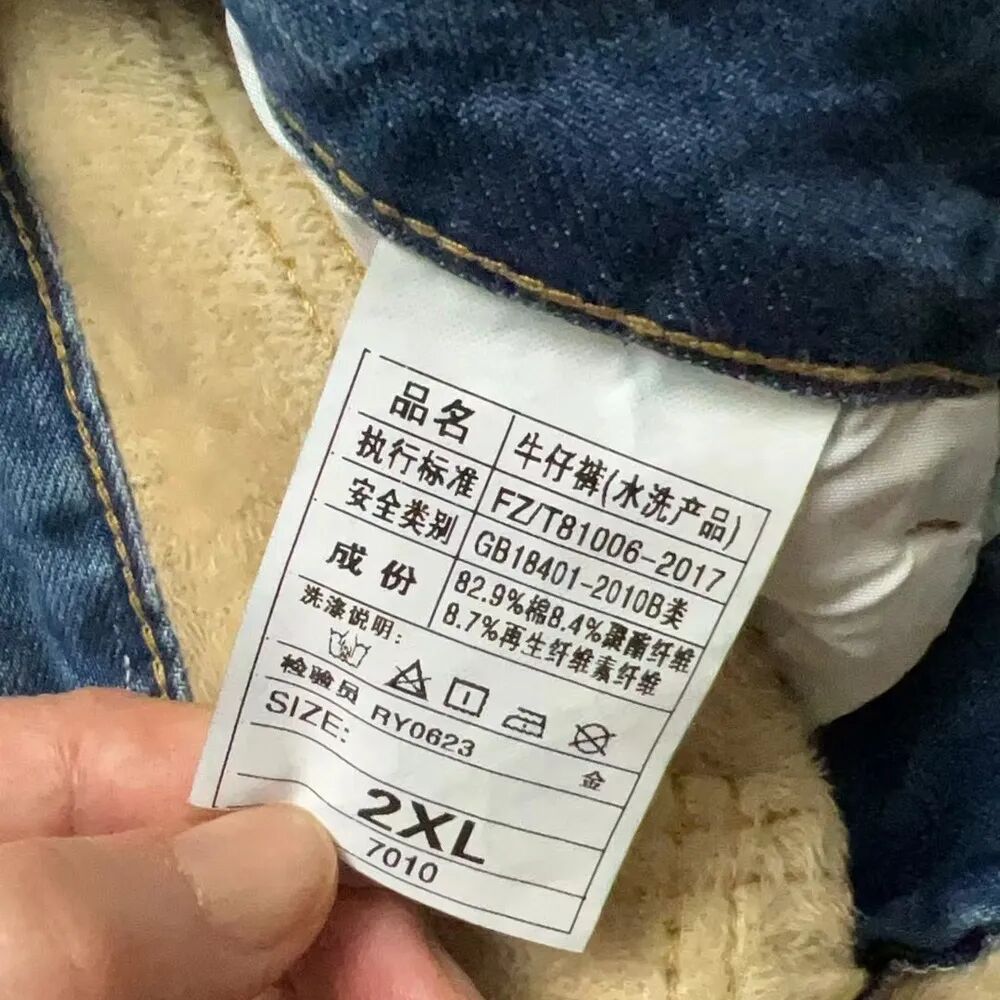 品名 牛仔裤(水洗产品)
执行标准 FZ/T81006-2017
安全类别 GB18401-2010B类
成份 82.9%棉8.4%聚酯纤维
8.7%再生纤维素纤维
洗涤说明:
检验员 RY0623 金
SIZE:
2XL
7010